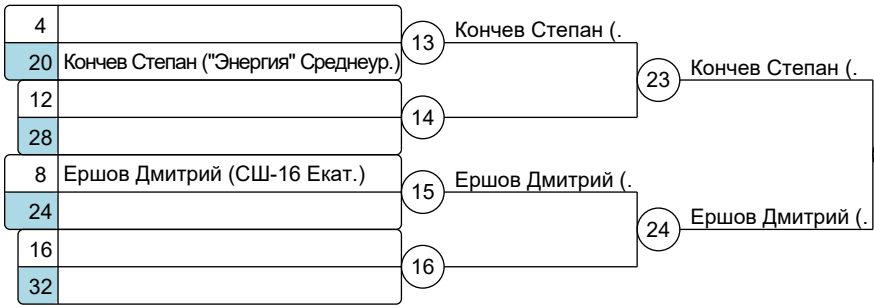 4
20 Кончев Степан ("Энергия" Среднеур.)
13
Кончев Степан (.
12
28
14
23
Кончев Степан (.
8 Ершов Дмитрий (СШ-16 Екат.)
24
15
Ершов Дмитрий (.
16
32
16
24
Ершов Дмитрий (.